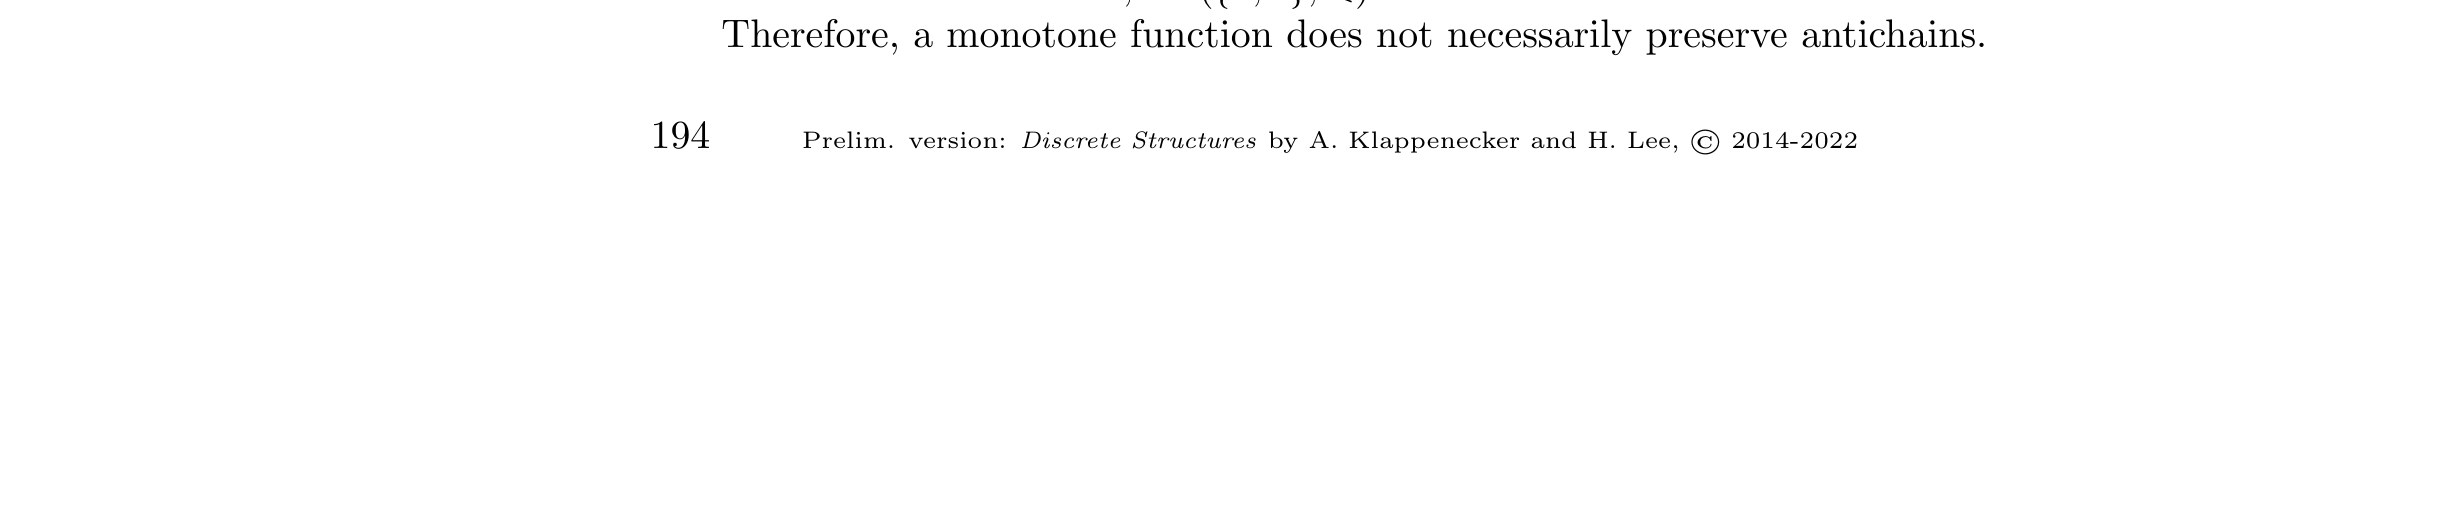 Therefore, a monotone function does not necessarily preserve antichains.
194 Prelim. version: Discrete Structures by A. Klappenecker and H. Lee, © 2014-2022